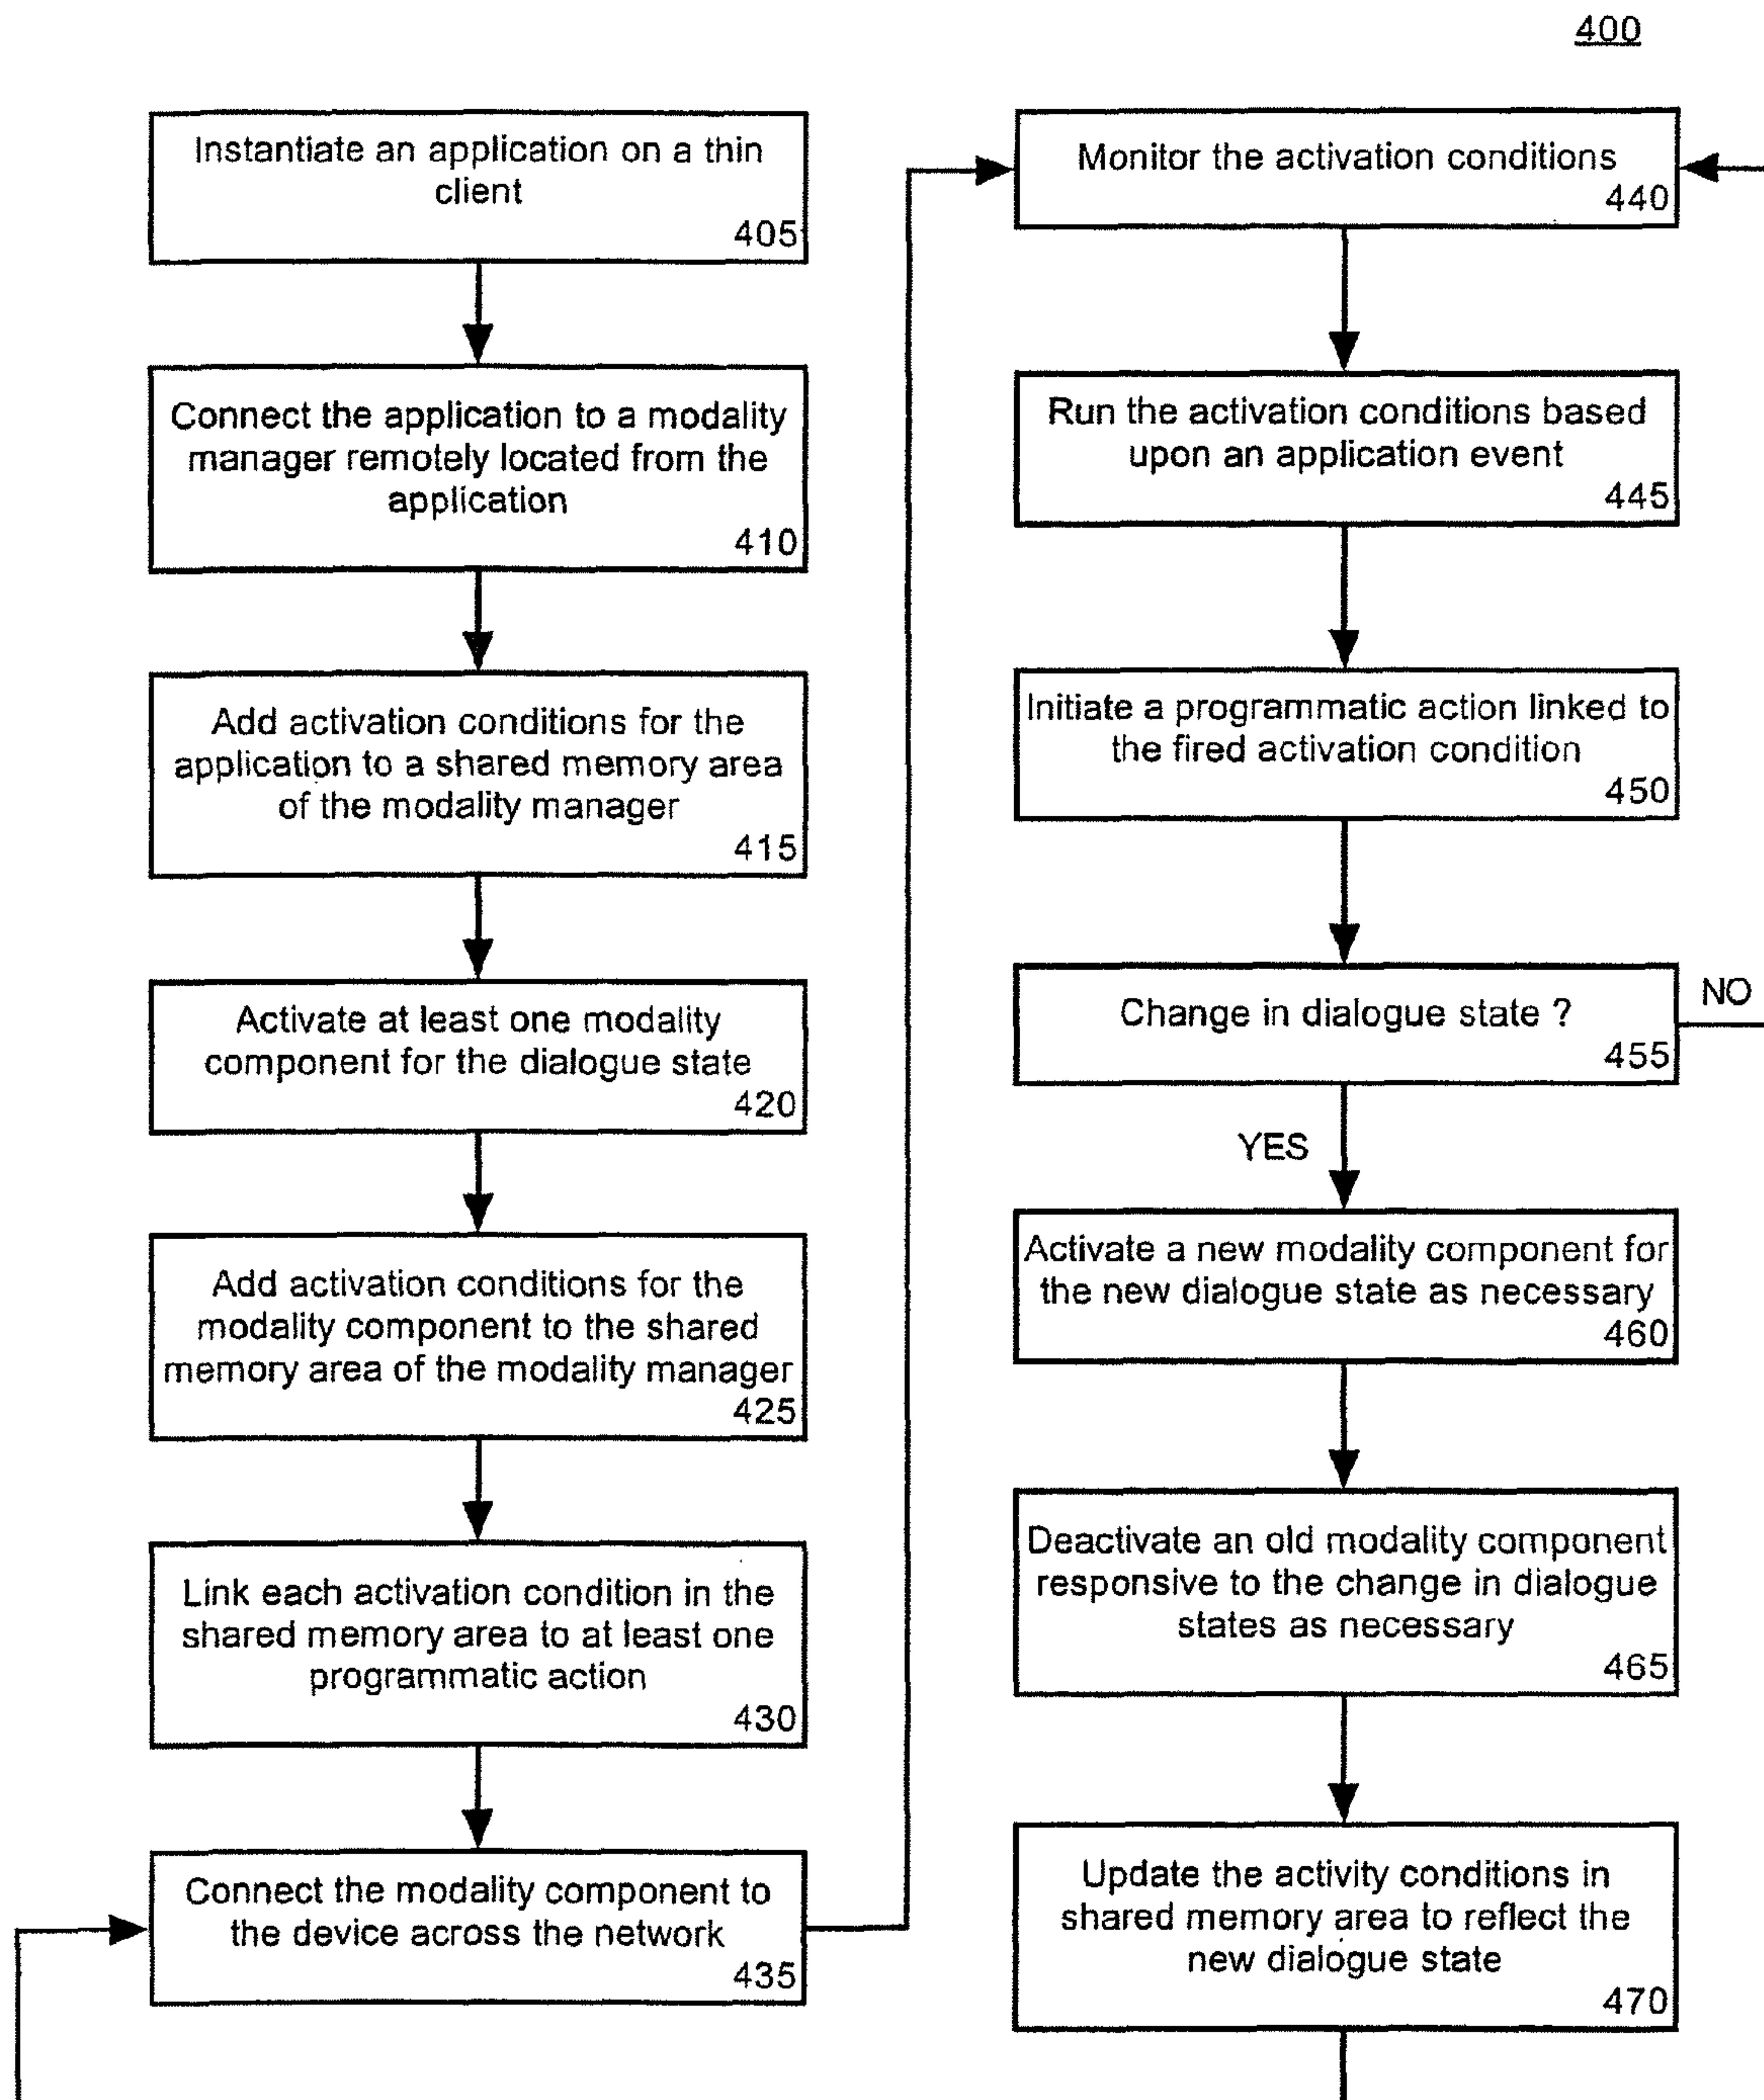 400
Instantiate an application on a thin
client
405
Connect the application to a modality
manager remotely located from the
application
410
Add activation conditions for the
application to a shared memory area
of the modality manager
415
Activate at least one modality
component for the dialogue state
420
Add activation conditions for the
modality component to the shared
memory area of the modality manager
425
Link each activation condition in the
shared memory area to at least one
programmatic action
430
Connect the modality component to
the device across the network
435
Monitor the activation conditions
440
Run the activation conditions based
upon an application event
445
Initiate a programmatic action linked to
the fired activation condition
450
Change in dialogue state ?
455
NO
YES
Activate a new modality component for
the new dialogue state as necessary
460
Deactivate an old modality component
responsive to the change in dialogue
states as necessary
465
Update the activity conditions in
shared memory area to reflect the
new dialogue state
470